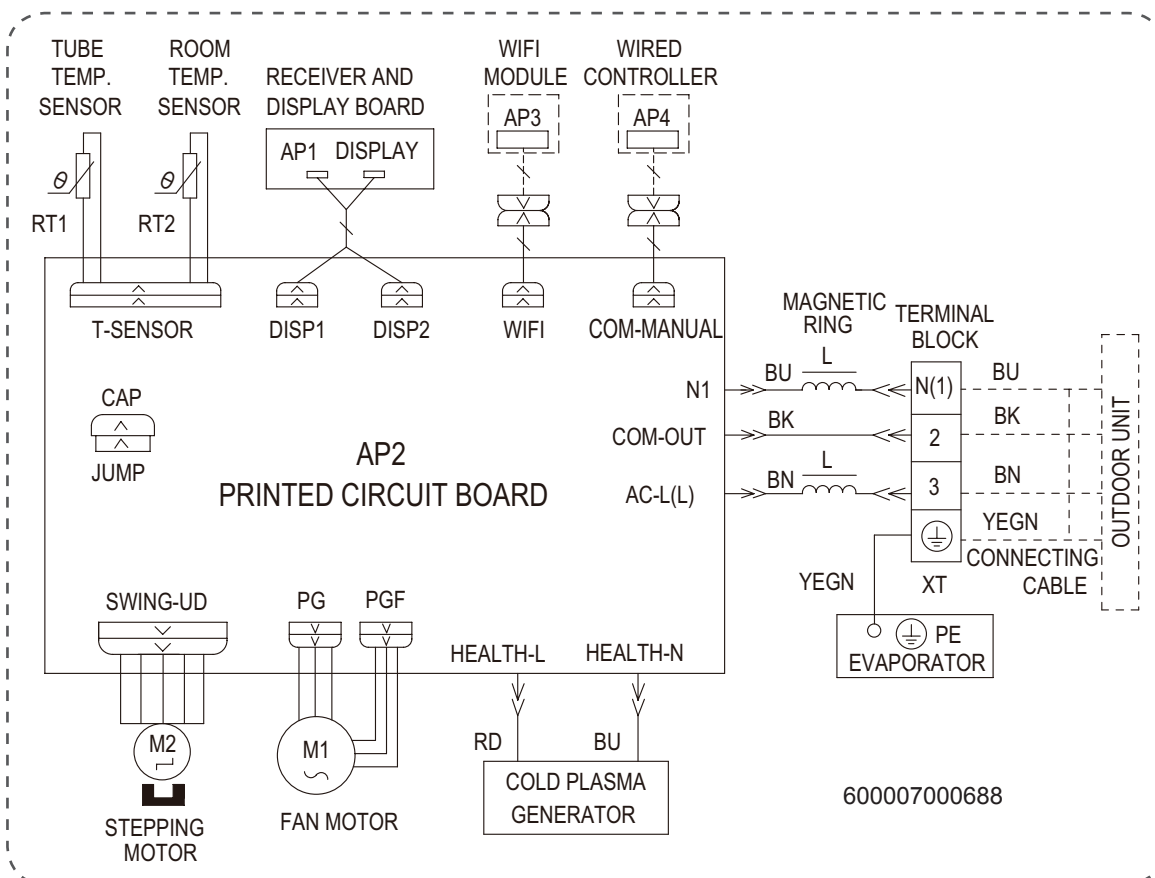 TUBE
TEMP.
SENSOR
ROOM
TEMP.
SENSOR
RECEIVER AND
DISPLAY BOARD
WIFI
MODULE
WIRED
CONTROLLER
AP1 DISPLAY
AP3
AP4
θ
RT1
θ
RT2
T-SENSOR
DISP1
DISP2
WIFI
COM-MANUAL
MAGNETIC
RING
TERMINAL
BLOCK
CAP
JUMP
AP2
PRINTED CIRCUIT BOARD
N1
BU
L
N(1)
BU
COM-OUT
BK
2
BK
AC-L(L)
BN
L
3
BN
YEGN
OUTDOOR UNIT
CONNECTING
CABLE
YEGN
XT
PE
EVAPORATOR
SWING-UD
PG
PGF
HEALTH-L
HEALTH-N
M2
M1
RD
BU
STEPPING
MOTOR
FAN MOTOR
COLD PLASMA
GENERATOR
600007000688